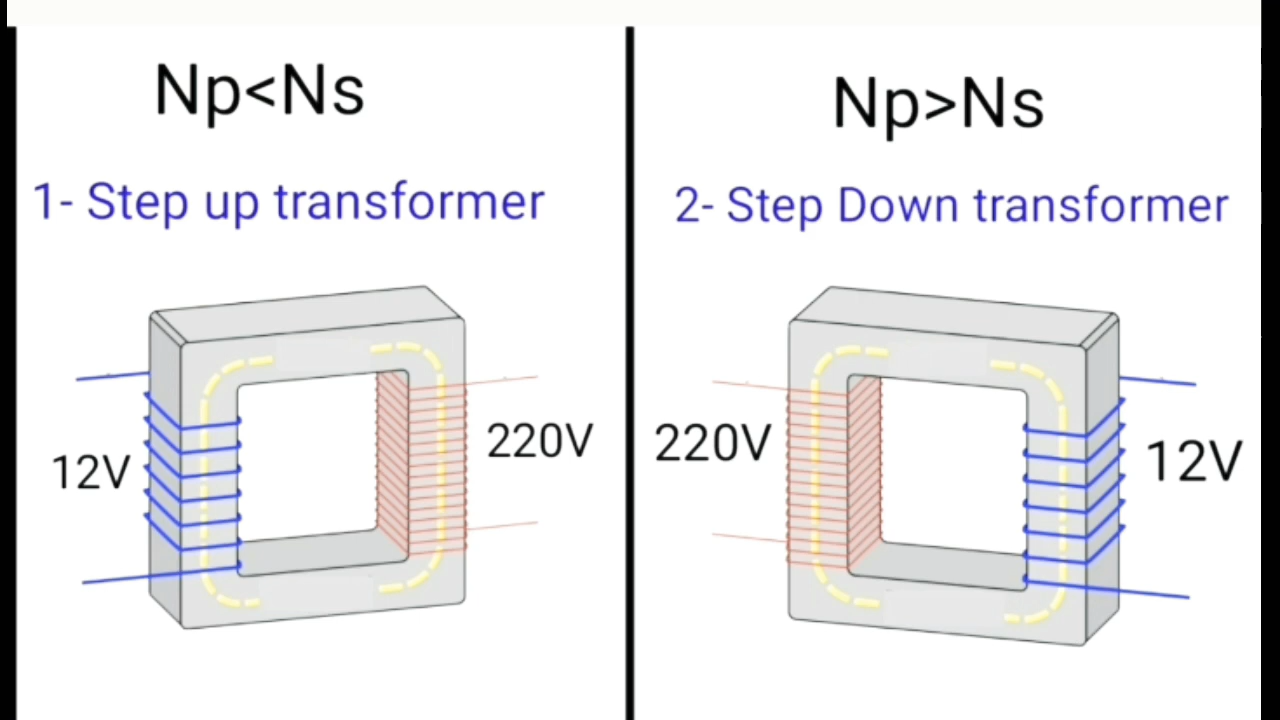 Np<Ns
1- Step up transformer
12V
220V
Np>Ns
2- Step Down transformer
220V
12V